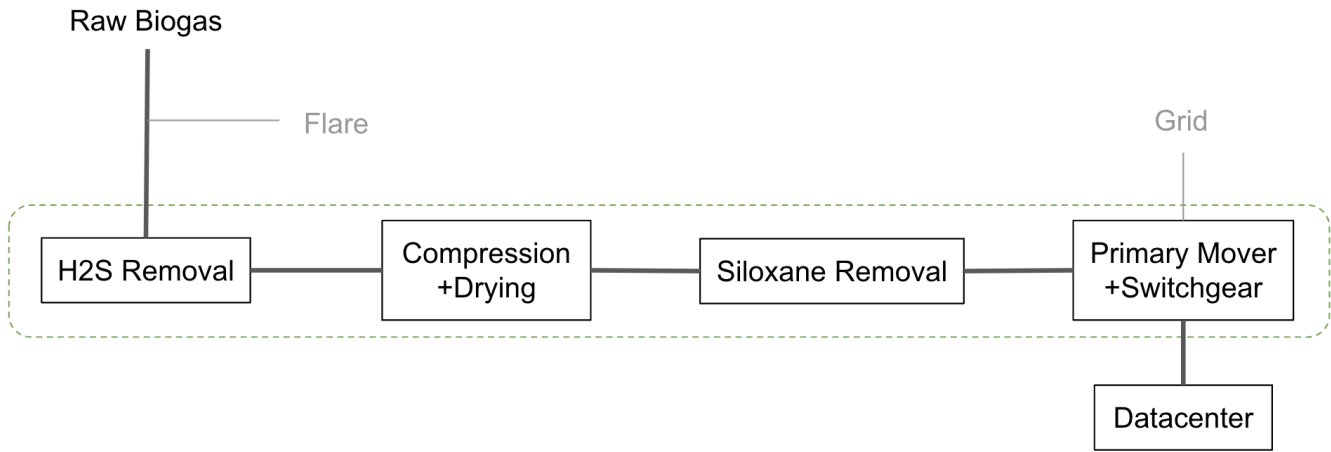 Raw Biogas
Flare
Grid
H2S Removal
Compression
+Drying
Siloxane Removal
Primary Mover
+Switchgear
Datacenter